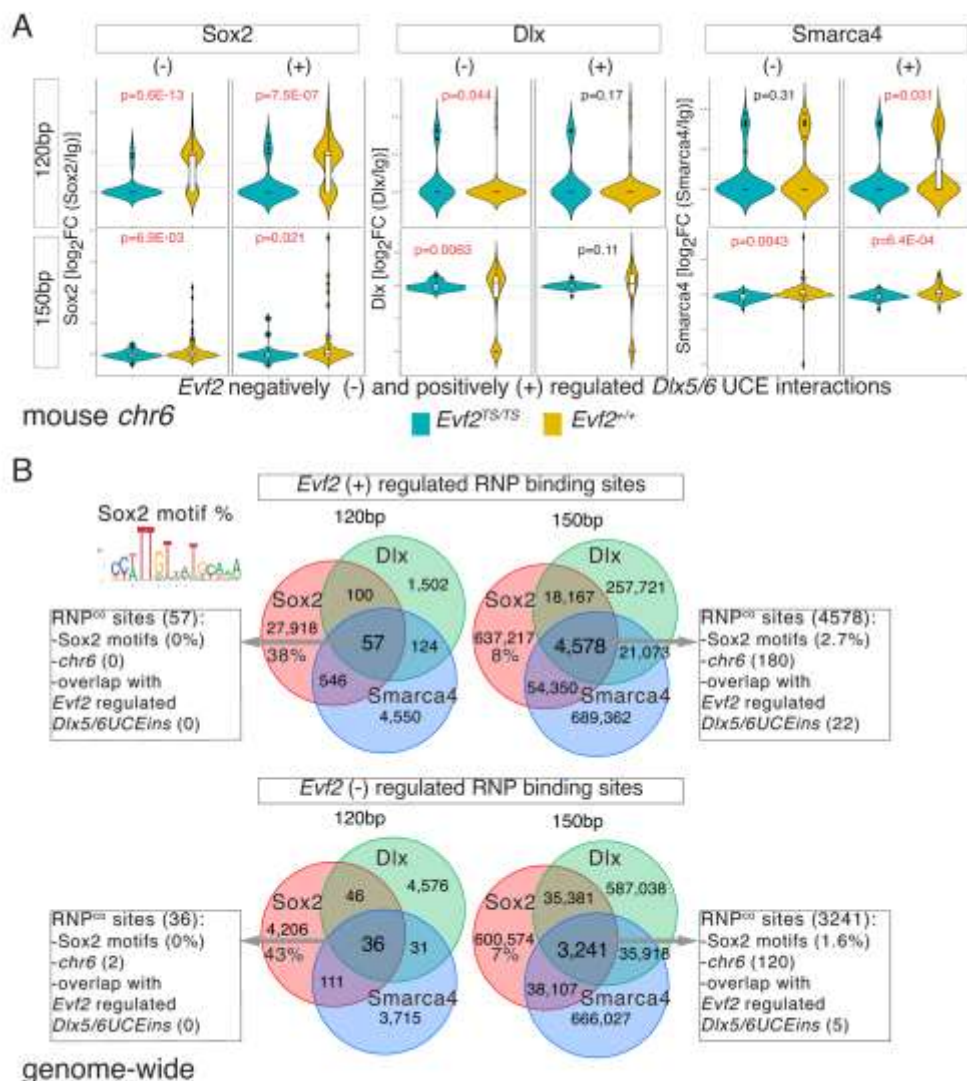 A
Sox2
Dlx
Smarca4
(-) (+) (-) (+) (-) (+)
120bp
150bp
Sox2 [log2FC (Sox2/Ig)]
Dlx [log2FC (Dlx/Ig)]
Smarca4 [log2FC (Smarca4/Ig)]
p=7.5E-07
p=0.044
p=0.17
p=0.31
p=0.031
p=0.021
p=0.0063
p=0.11
p=0.0043
Evf2 negatively (-) and positively (+) regulated Dlx5/6 UCE interactions
mouse chr6
Evf2TS/TS
Evf2+/+
B
Evf2 (+) regulated RNP binding sites
Sox2 motif %
120bp
150bp
RNPco sites (57):
-Sox2 motifs (0%)
-chr6 (0)
-overlap with
Evf2 regulated
Dlx5/6UCEins (0)
Dlx
Sox2
Smarca4
1,502
100
27,918
38%
57
124
546
4,550
Dlx
Sox2
Smarca4
257,721
18,167
637,217
8%
4,578
21,073
54,350
689,362
RNPco sites (4578):
-Sox2 motifs (2.7%)
-chr6 (180)
-overlap with
Evf2 regulated
Dlx5/6UCEins (22)
Evf2 (-) regulated RNP binding sites
120bp
150bp
RNPco sites (36):
-Sox2 motifs (0%)
-chr6 (2)
-overlap with
Evf2 regulated
Dlx5/6UCEins (0)
Dlx
Sox2
Smarca4
4,576
46
4,206
43%
36
31
111
3,715
Dlx
Sox2
Smarca4
587,038
35,381
600,574
7%
3,241
35,918
38,107
666,027
RNPco sites (3241):
-Sox2 motifs (1.6%)
-chr6 (120)
-overlap with
Evf2 regulated
Dlx5/6UCEins (5)
genome-wide